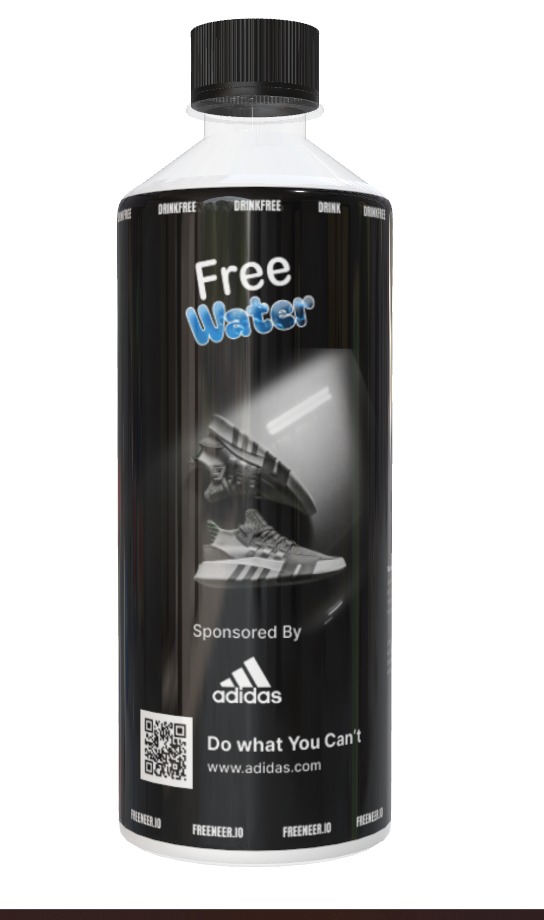 DRINKFREE DRINKFREE DRINK DRINKFREE
Free
Water
Sponsored By
adidas
Do what You Can't
www.adidas.com
FREENEER.IO FREENEER.IO FREENEER.IO FREENEER.IO